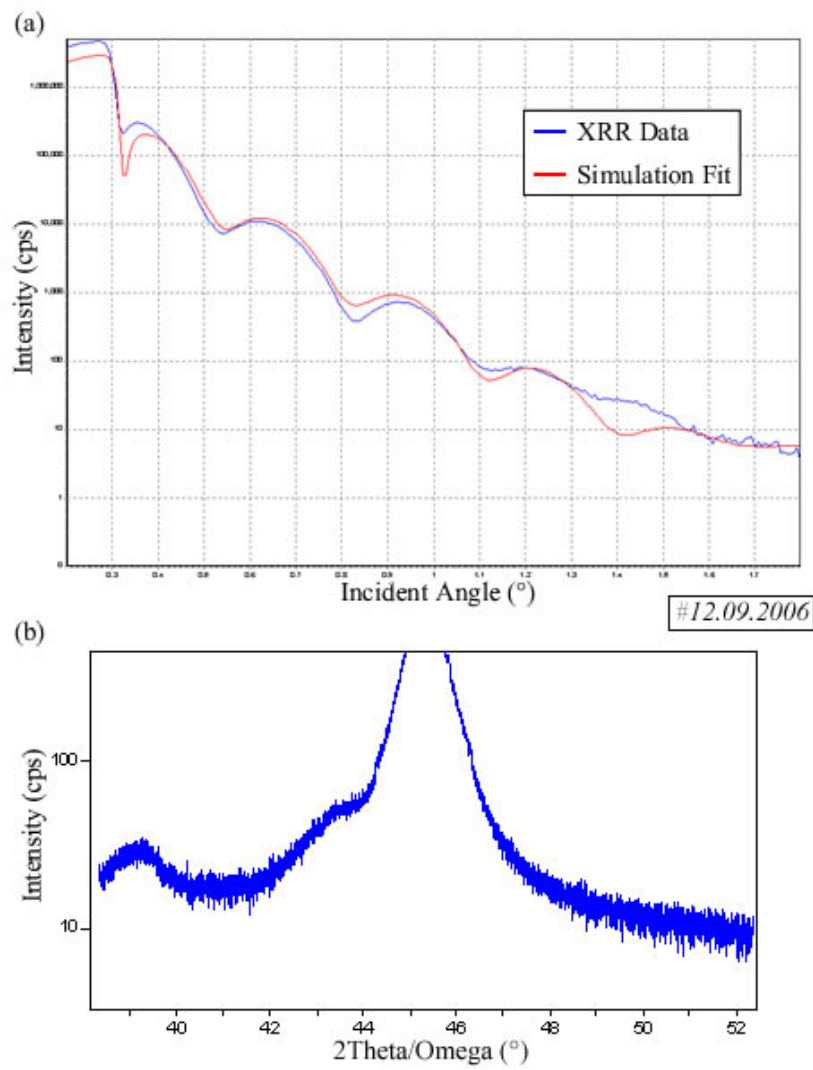 (a)
1,000,000
100,000
10,000
1,000
100
10
1
0
Intensity (cps)
XRR Data
Simulation Fit
0.3 0.4 0.5 0.6 0.7 0.8 0.9 1 1.1 1.2 1.3 1.4 1.5 1.6 1.7
Incident Angle (°)
#12.09.2006
(b)
100
10
Intensity (cps)
40 42 44 46 48 50 52
2Theta/Omega (°)